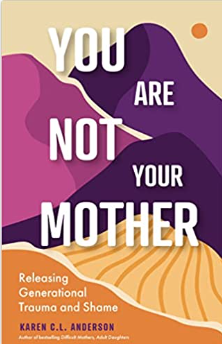 YOU
ARE
NOT
YOUR
MOTHER
Releasing
Generational
Trauma and Shame
KAREN C.L. ANDERSON
Author of bestselling Difficult Mothers, Adult Daughters